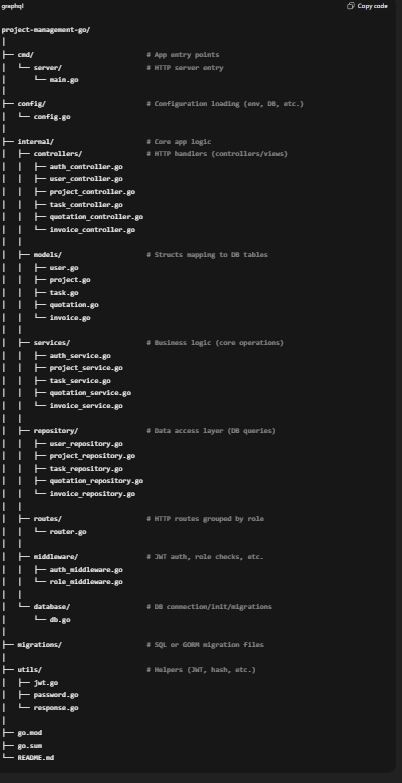 graphql
Copy code
project-management-go/
│
├── cmd/                      # App entry points
│   └── server/               # HTTP server entry
│       └── main.go
│
├── config/                   # Configuration loading (env, DB, etc.)
│   └── config.go
│
├── internal/                 # Core app logic
│   ├── controllers/          # HTTP handlers (controllers/views)
│   │   ├── auth_controller.go
│   │   ├── user_controller.go
│   │   ├── project_controller.go
│   │   ├── task_controller.go
│   │   ├── quotation_controller.go
│   │   └── invoice_controller.go
│   │
│   ├── models/               # Structs mapping to DB tables
│   │   ├── user.go
│   │   ├── project.go
│   │   ├── task.go
│   │   ├── quotation.go
│   │   └── invoice.go
│   │
│   ├── services/             # Business logic (core operations)
│   │   ├── auth_service.go
│   │   ├── project_service.go
│   │   ├── task_service.go
│   │   ├── quotation_service.go
│   │   └── invoice_service.go
│   │
│   ├── repository/           # Data access layer (DB queries)
│   │   ├── user_repository.go
│   │   ├── project_repository.go
│   │   ├── task_repository.go
│   │   ├── quotation_repository.go
│   │   └── invoice_repository.go
│   │
│   ├── routes/               # HTTP routes grouped by role
│   │   └── router.go
│   │
│   ├── middleware/           # JWT auth, role checks, etc.
│   │   ├── auth_middleware.go
│   │   └── role_middleware.go
│   │
│   └── database/             # DB connection/init/migrations
│       └── db.go
│
├── migrations/               # SQL or GORM migration files
│
├── utils/                    # Helpers (JWT, hash, etc.)
│   ├── jwt.go
│   ├── password.go
│   └── response.go
│
├── go.mod
├── go.sum
└── README.md